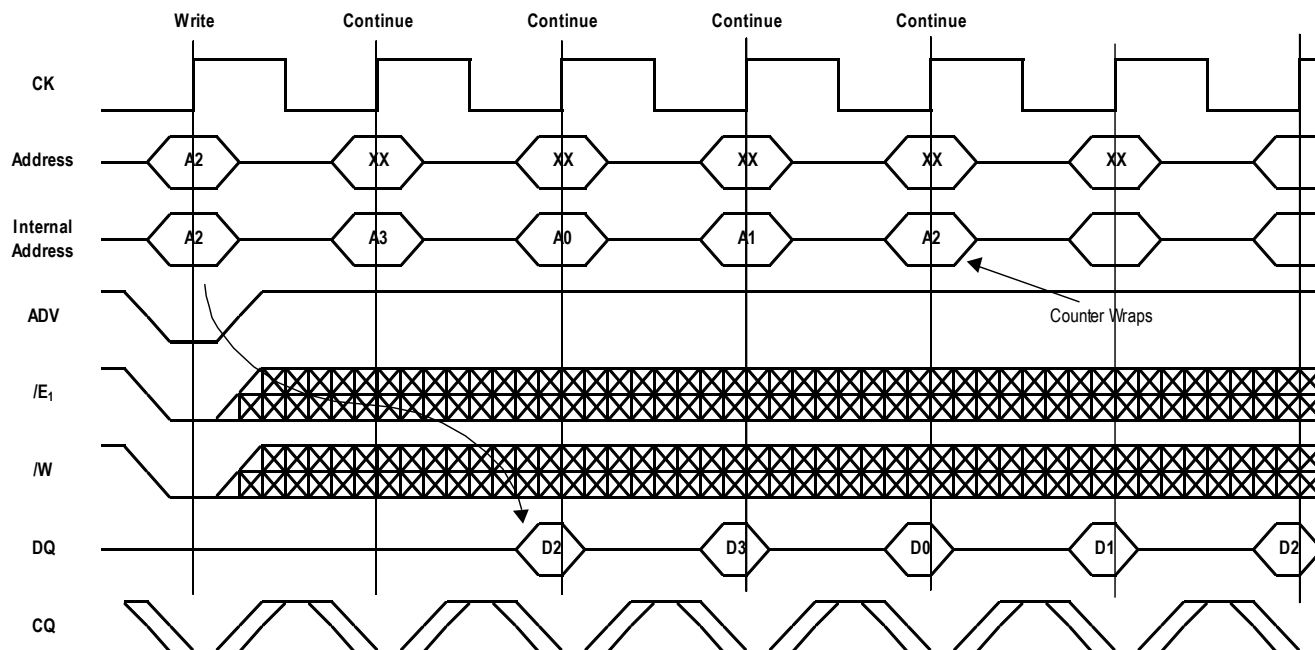 Write Continue Continue Continue Continue
CK
Address A2 XX XX XX XX XX
Internal
Address
A2 A3 A0 A1 A2
ADV
Counter Wraps
/E1
/W
DQ D2 D3 D0 D1 D2
CQ